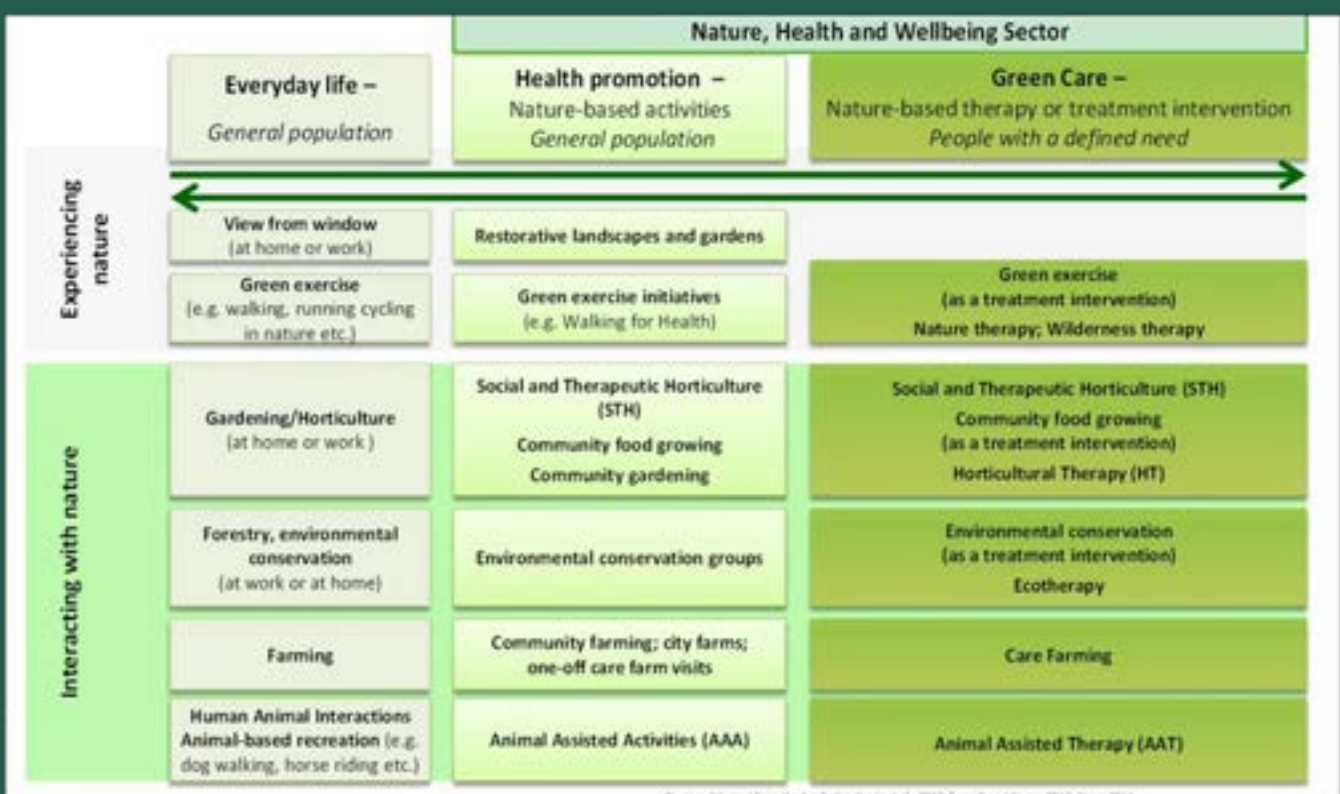 Nature, Health and Wellbeing Sector
Everyday life –
General population
Health promotion –
Nature-based activities
General population
Green Care –
Nature-based therapy or treatment intervention
People with a defined need
Experiencing
nature
View from window
(at home or work)
Restorative landscapes and gardens
Green exercise
(e.g. walking, running cycling
in nature etc.)
Green exercise initiatives
(e.g. Walking for Health)
Green exercise
(as a treatment intervention)
Nature therapy; Wilderness therapy
Interacting with nature
Gardening/Horticulture
(at home or work )
Social and Therapeutic Horticulture
(STH)
Community food growing
Community gardening
Social and Therapeutic Horticulture (STH)
Community food growing
(as a treatment intervention)
Horticultural Therapy (HT)
Forestry, environmental
conservation
(at work or at home)
Environmental conservation groups
Environmental conservation
(as a treatment intervention)
Ecotherapy
Farming
Community farming; city farms;
one-off care farm visits
Care Farming
Human Animal Interactions
Animal-based recreation (e.g.
dog walking, horse riding etc.)
Animal Assisted Activities (AAA)
Animal Assisted Therapy (AAT)